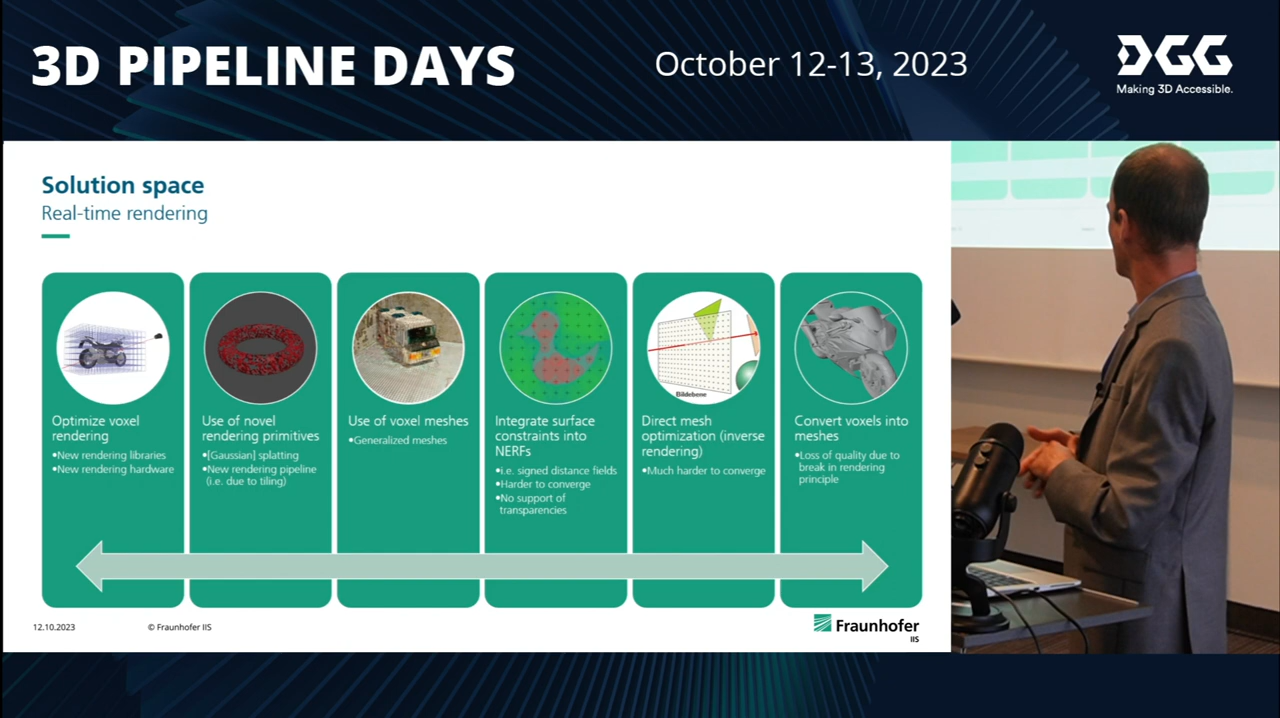 3D PIPELINE DAYS
October 12-13, 2023
DGG
Making 3D Accessible.
Solution space
Real-time rendering
Optimize voxel
rendering
•New rendering libraries
•New rendering hardware
Use of novel
rendering primitives
•[Gaussian] splatting
•New rendering pipeline
(i.e. due to tiling)
Use of voxel meshes
•Generalized meshes
Integrate surface
constraints into
NERFs
•i.e. signed distance fields
•Harder to converge
•No support of
transparencies
Bildebene
Direct mesh
optimization (inverse
rendering)
•Much harder to converge
Convert voxels into
meshes
•Loss of quality due to
break in rendering
principle
12.10.2023
© Fraunhofer IIS
Fraunhofer
IIS